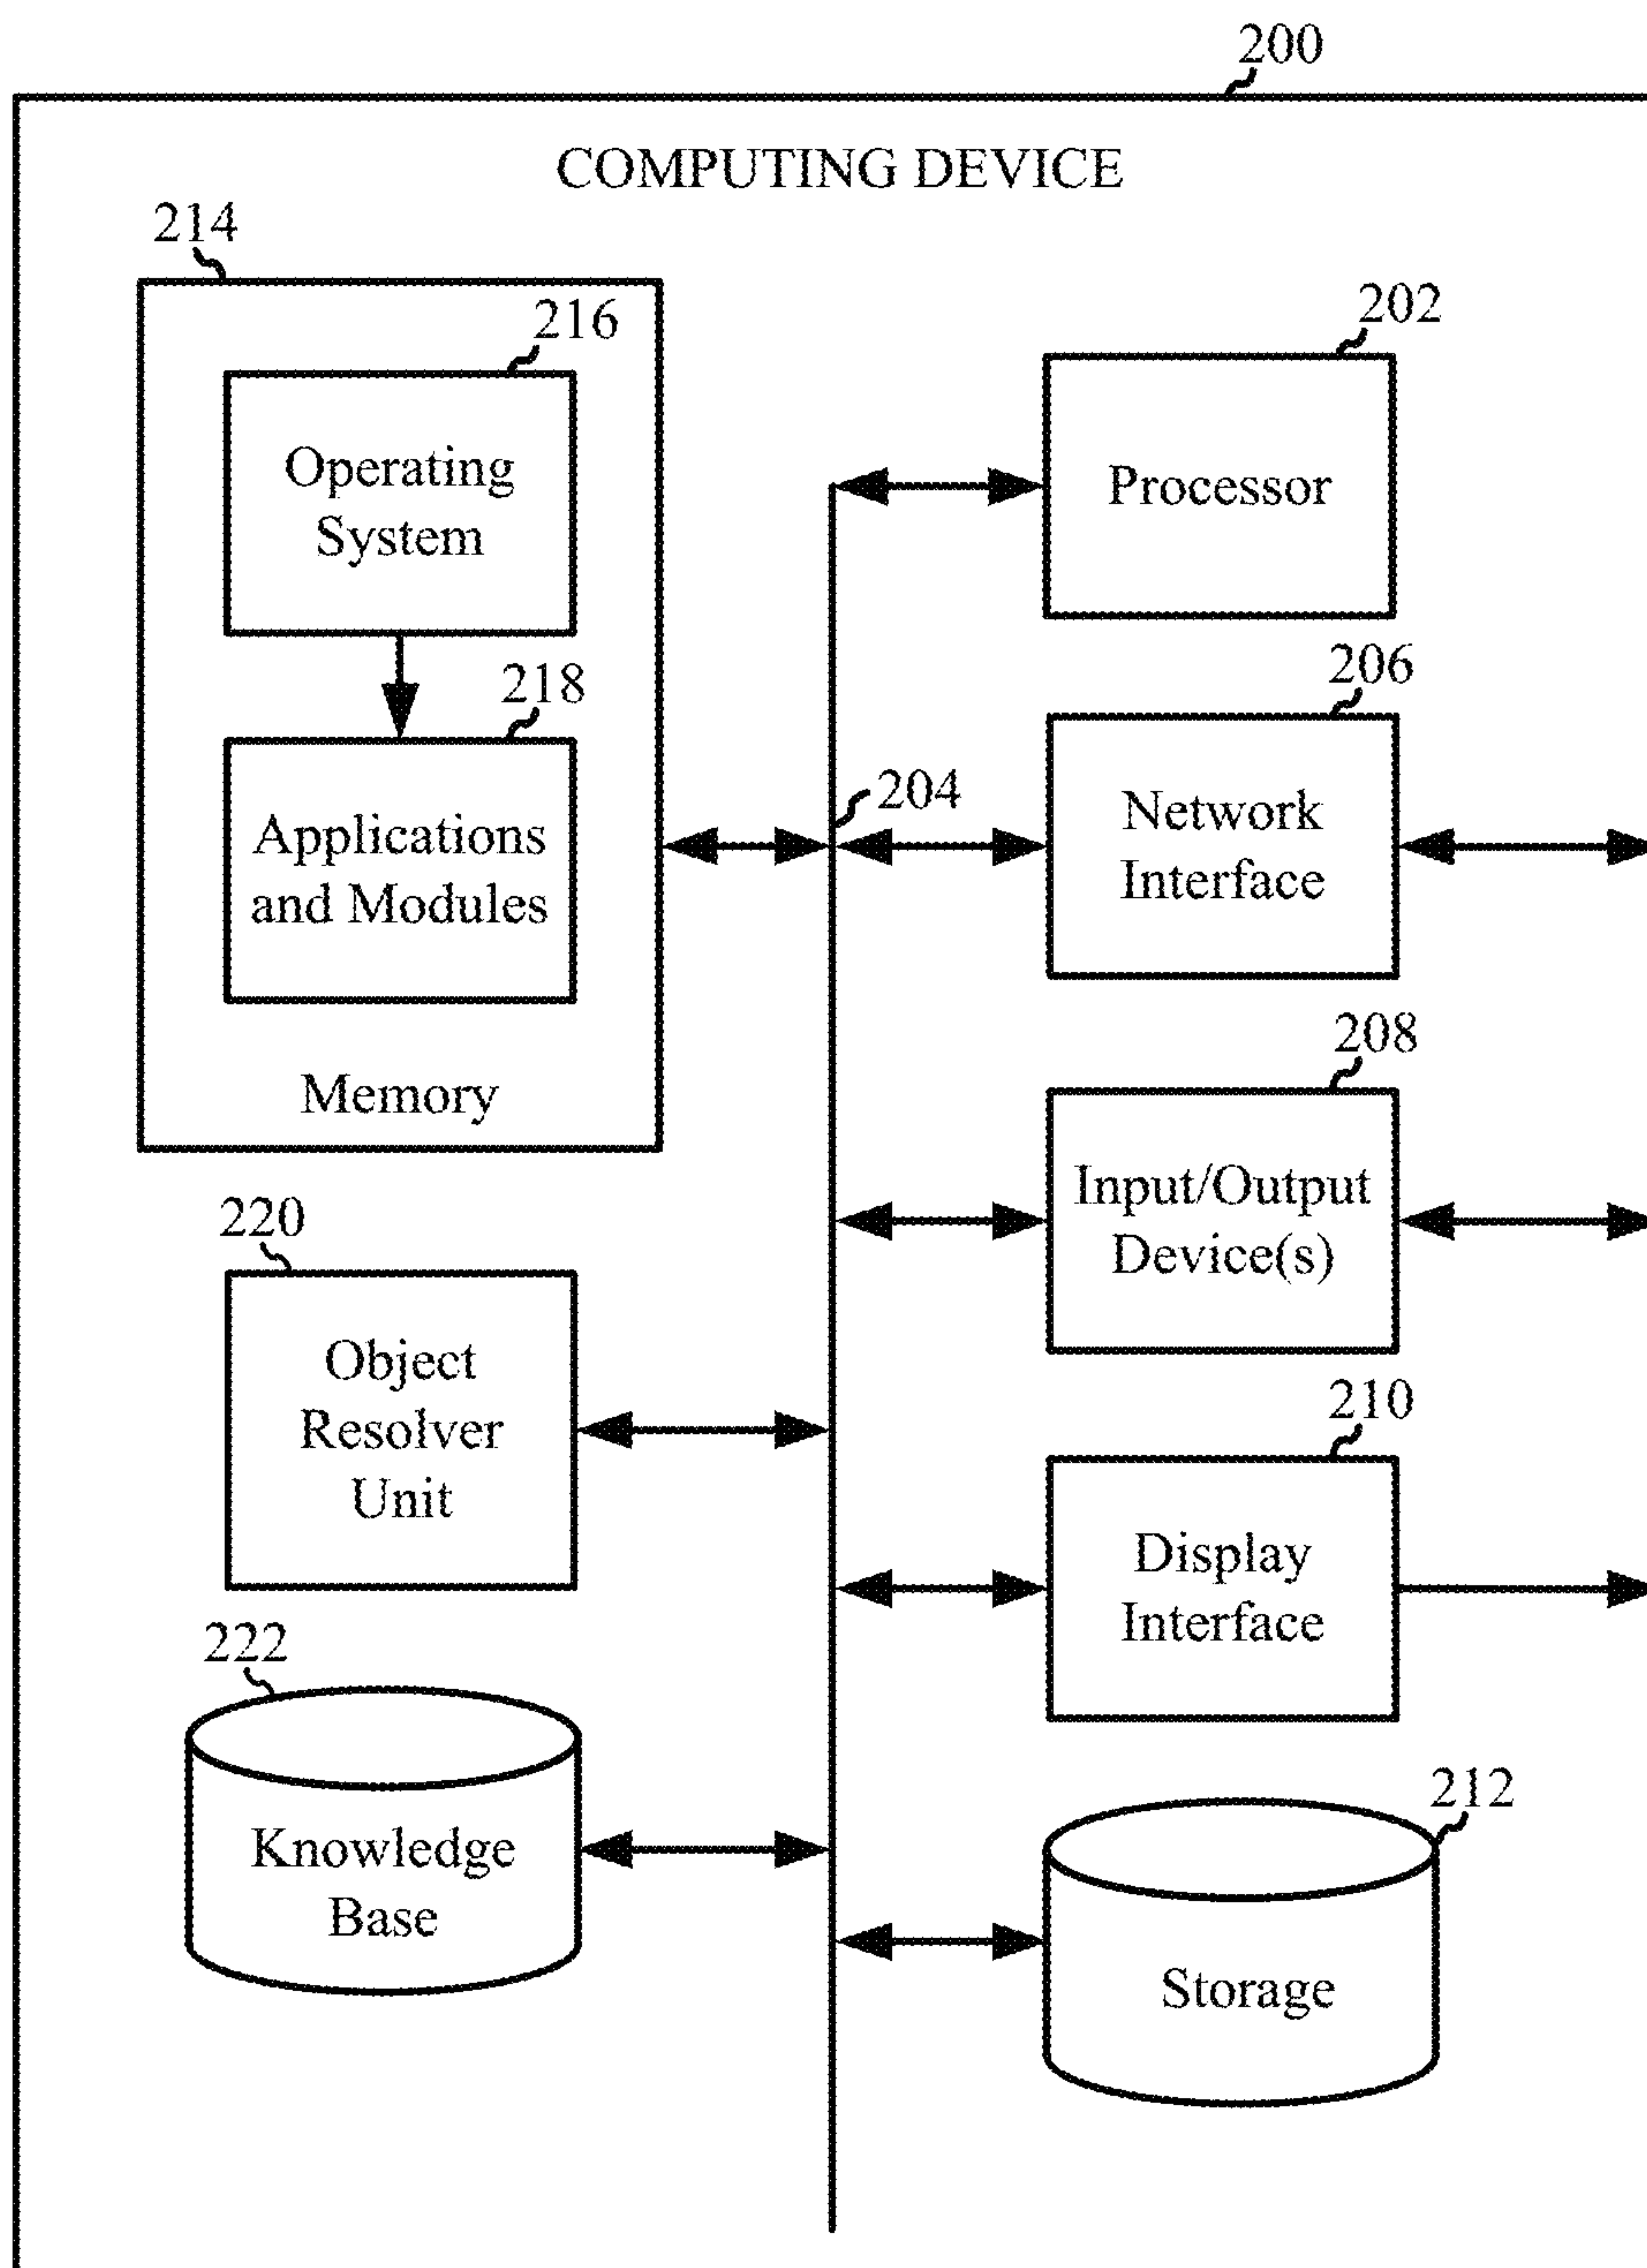 200
COMPUTING DEVICE
214
216
Operating
System
218
Applications
and Modules
Memory
202
Processor
204
206
Network
Interface
208
Input/Output
Device(s)
220
Object
Resolver
Unit
210
Display
Interface
222
Knowledge
Base
212
Storage